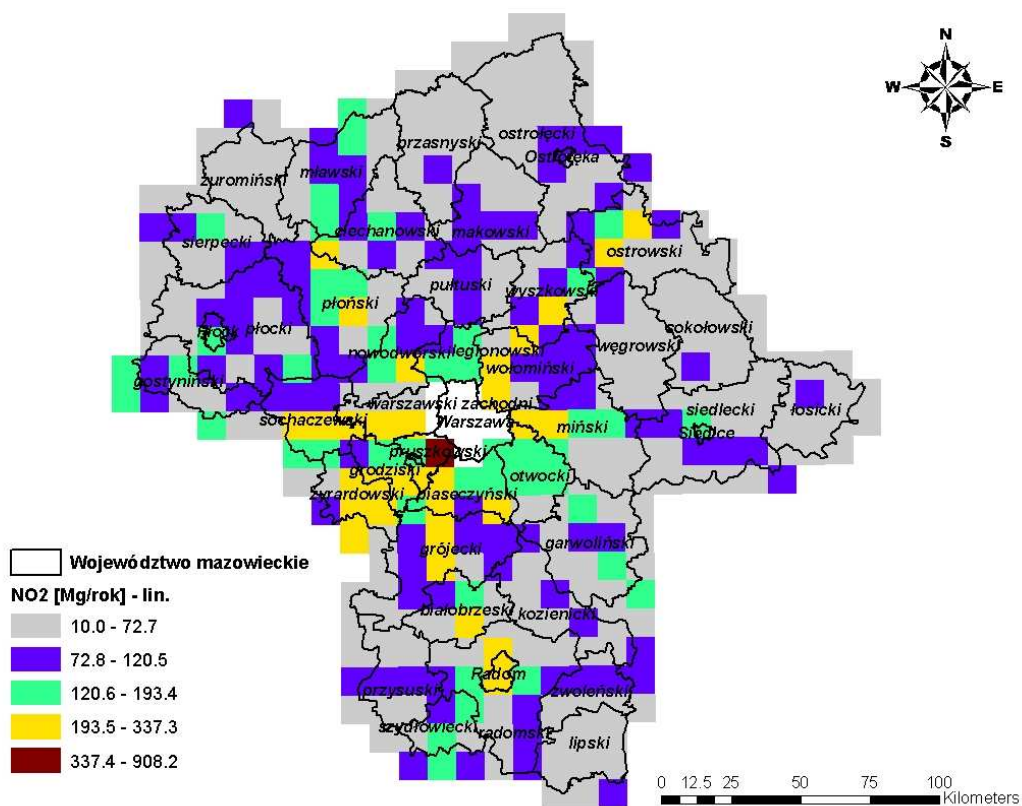 N
W E
S
ostrołęcki
przasnyski
Ostrołęka
mławski
żuromiński
ciechanowski
makowski
sierpecki
ostrowski
pułtuski
wyszkowski
płoński
sokołowski
Płock
płocki
węgrowski
nowodworski
legionowski
wołomiński
gostyniński
warszawski zachodni
siedlecki
łosicki
sochaczewski
Warszawa
miński
Siedlce
pruszkowski
grodziski
otwocki
żyrardowski
piaseczyński
grójecki
garwoliński
Województwo mazowieckie
NO2 [Mg/rok] - lin.
10.0 - 72.7
72.8 - 120.5
120.6 - 193.4
193.5 - 337.3
337.4 - 908.2
białobrzeski
kozienicki
Radom
przysuski
zwoleński
szydłowiecki
radomski
lipski
0 12.5 25 50 75 100
Kilometers